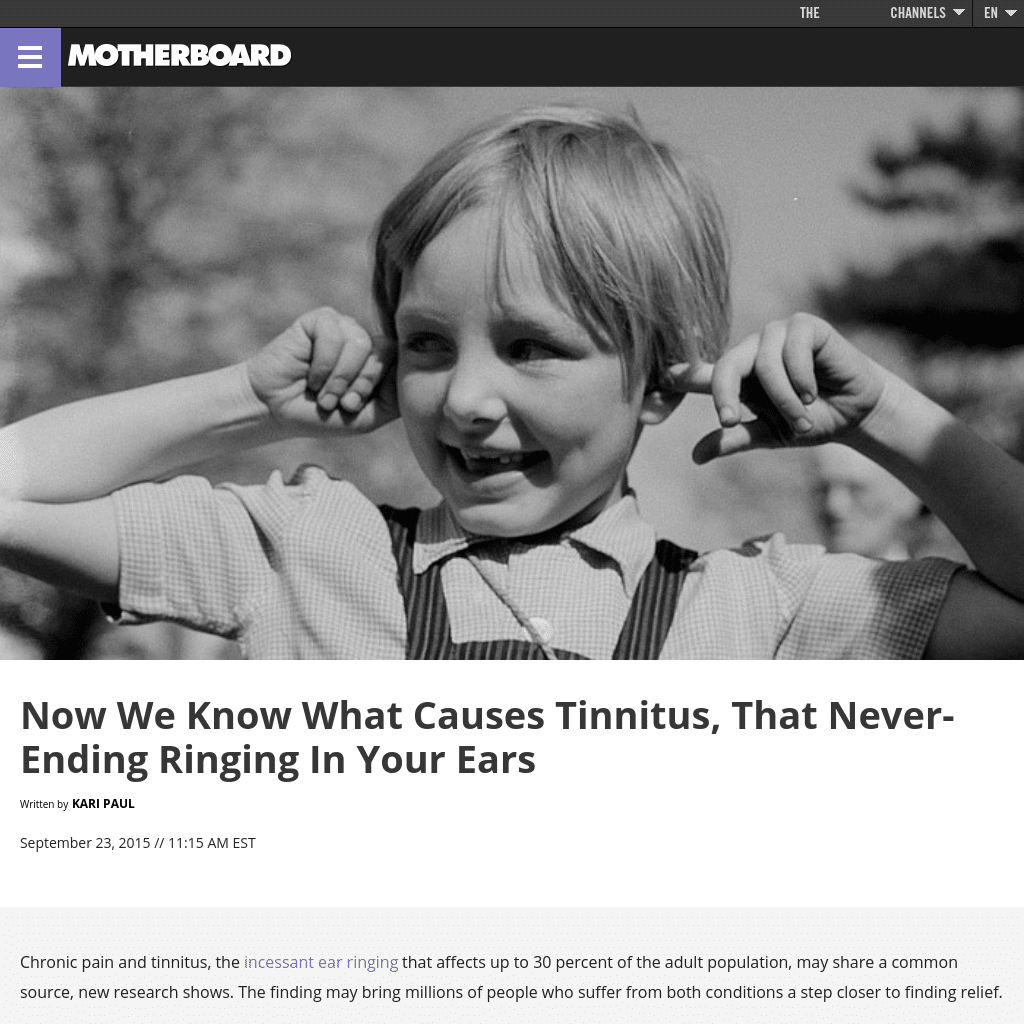 THE CHANNELS EN
MOTHERBOARD
Now We Know What Causes Tinnitus, That Never-
Ending Ringing In Your Ears
Written by KARI PAUL
September 23, 2015 // 11:15 AM EST
Chronic pain and tinnitus, the incessant ear ringing that affects up to 30 percent of the adult population, may share a common
source, new research shows. The finding may bring millions of people who suffer from both conditions a step closer to finding relief.